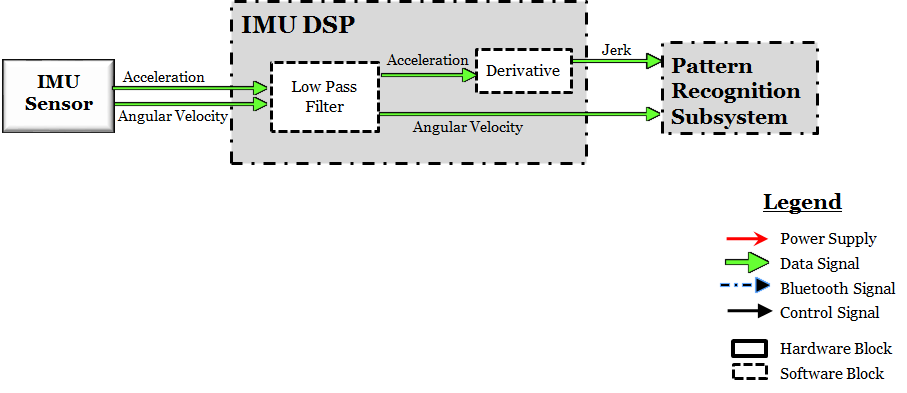 IMU DSP
IMU
Sensor
Acceleration
Angular Velocity
Low Pass
Filter
Acceleration
Derivative
Angular Velocity
Jerk
Pattern
Recognition
Subsystem
Legend
Power Supply
Data Signal
Bluetooth Signal
Control Signal
Hardware Block
Software Block